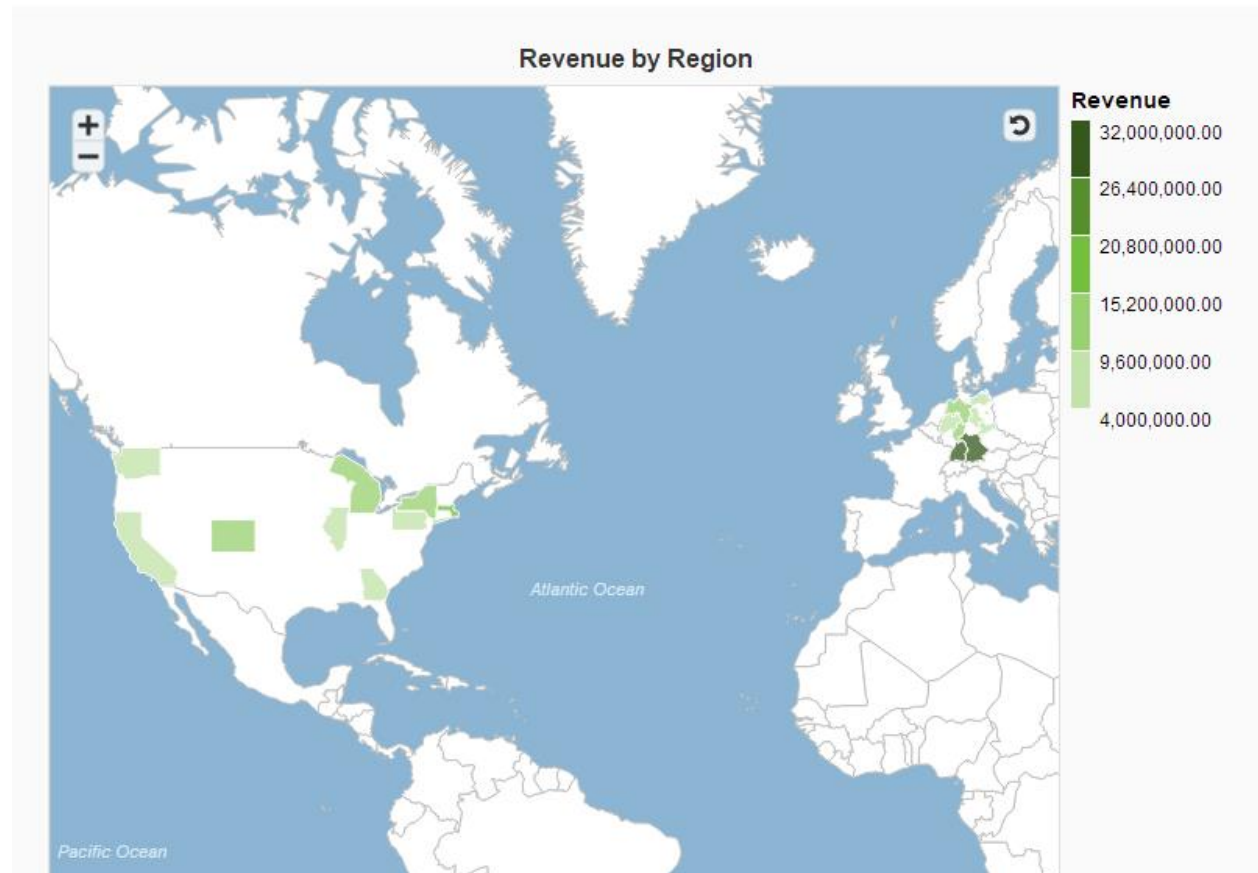 Revenue by Region
+
−
Revenue
32,000,000.00
26,400,000.00
20,800,000.00
15,200,000.00
9,600,000.00
4,000,000.00
Atlantic Ocean
Pacific Ocean